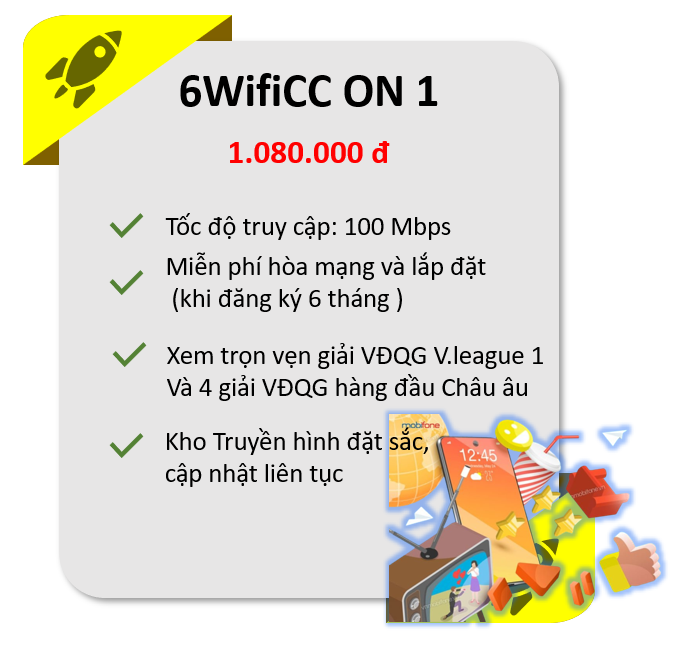 6WifiCC ON 1
1.080.000 đ
Tốc độ truy cập: 100 Mbps
Miễn phí hòa mạng và lắp đặt
(khi đăng ký 6 tháng )
Xem trọn vẹn giải VĐQG V.league 1
Và 4 giải VĐQG hàng đầu Châu âu
Kho Truyền hình đặt sắc,
cập nhật liên tục
mobifone
12:45